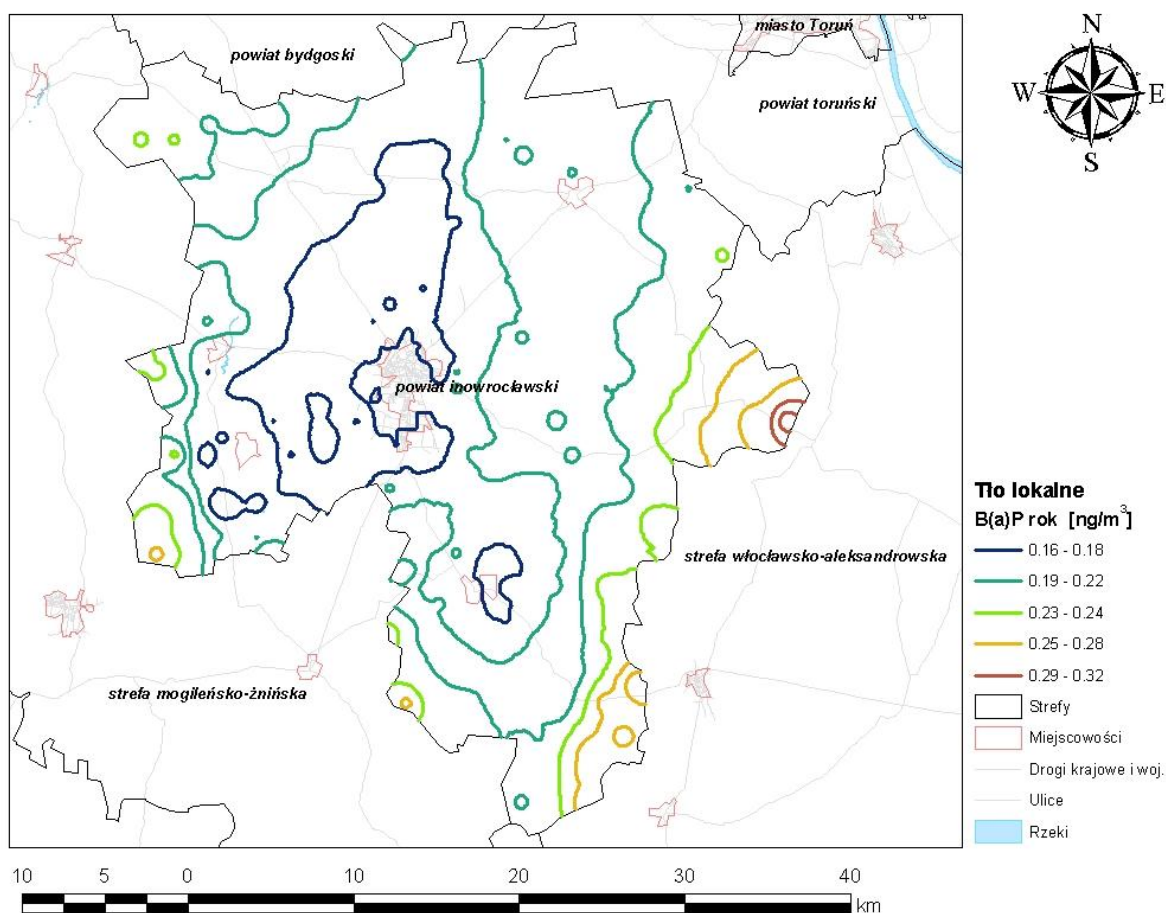 miasto Toruń
powiat bydgoski
powiat toruński
powiat inowrocławski
strefa włocławsko-aleksandrowska
strefa mogileńsko-żnińska
N
W E
S
Tło lokalne
B(a)P rok [ng/m³]
0.16 - 0.18
0.19 - 0.22
0.23 - 0.24
0.25 - 0.28
0.29 - 0.32
Strefy
Miejscowości
Drogi krajowe i woj.
Ulice
Rzeki
10 5 0 10 20 30 40
km